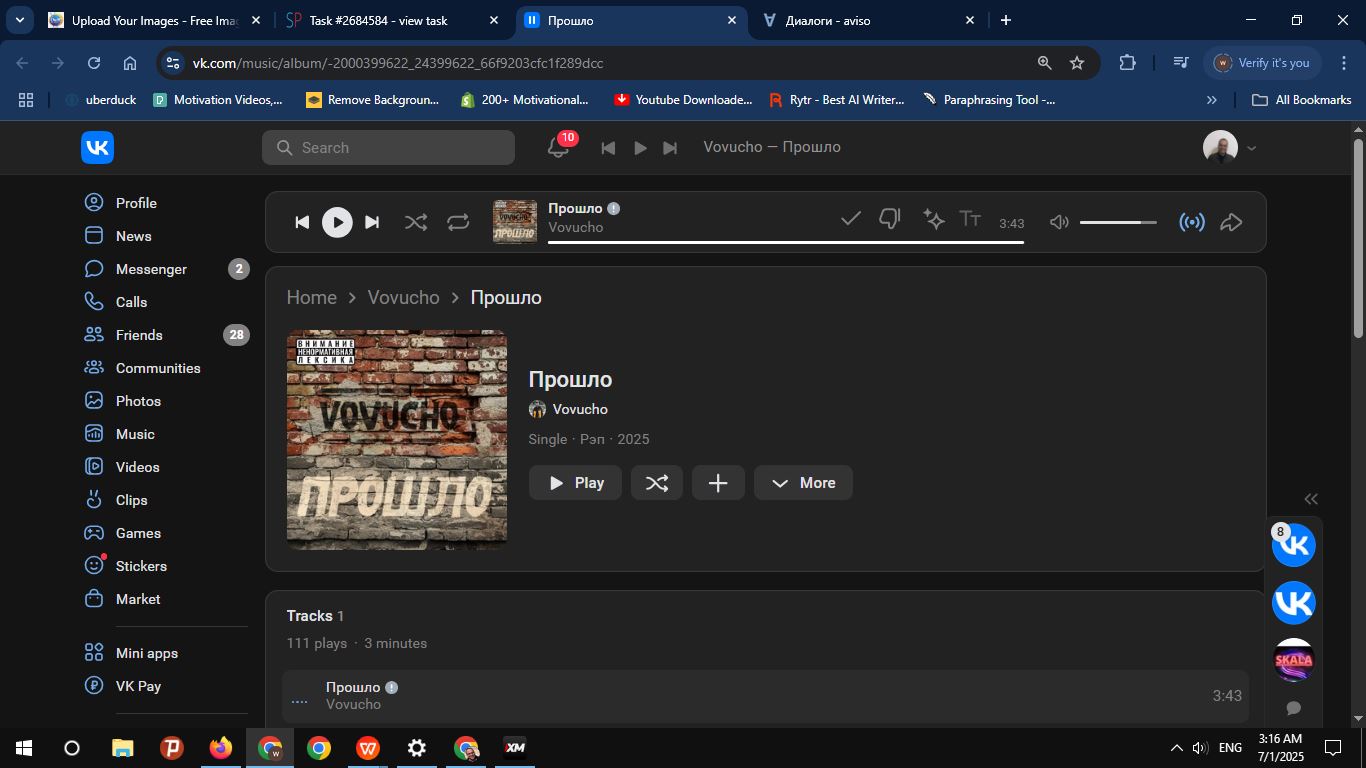 Upload Your Images - Free Ima
Task #2684584 - view task
Прошло
Диалоги - aviso
vk.com/music/album/-2000399622_24399622_66f9203cfc1f289dcc
Verify it's you
uberduck
Motivation Videos,...
Remove Backgroun...
200+ Motivational...
Youtube Downloade...
Rytr - Best AI Writer...
Paraphrasing Tool -...
All Bookmarks
Search
10
Vovucho — Прошло
Profile
News
Messenger 2
Calls
Friends 28
Communities
Photos
Music
Videos
Clips
Games
Stickers
Market
Mini apps
VK Pay
Прошло
Vovucho
3:43
Home > Vovucho > Прошло
ВНИМАНИЕ
НЕНОРМАТИВНАЯ
ЛЕКСИКА
VOVUCHO
ПРОШЛО
Прошло
Vovucho
Single · Рэп · 2025
Play
More
Tracks 1
111 plays · 3 minutes
Прошло
Vovucho
3:43
8
SKALA
ENG
3:16 AM
7/1/2025